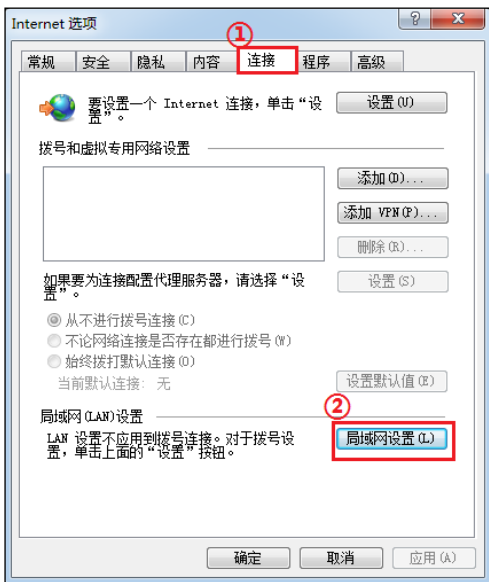 Internet 选项
①
常规 安全 隐私 内容 连接 程序 高级
要设置一个 Internet 连接，单击“设
置”。
设置(U)
拨号和虚拟专用网络设置
添加(D)...
添加 VPN(P)...
删除(R)...
如果要为连接配置代理服务器，请选择“设
置”。
设置(S)
从不进行拨号连接(C)
不论网络连接是否存在都进行拨号(W)
始终拨打默认连接(O)
当前默认连接: 无
设置默认值(E)
②
局域网(LAN)设置
LAN 设置不应用到拨号连接。对于拨号设
置，单击上面的“设置”按钮。
局域网设置(L)
确定 取消 应用(A)